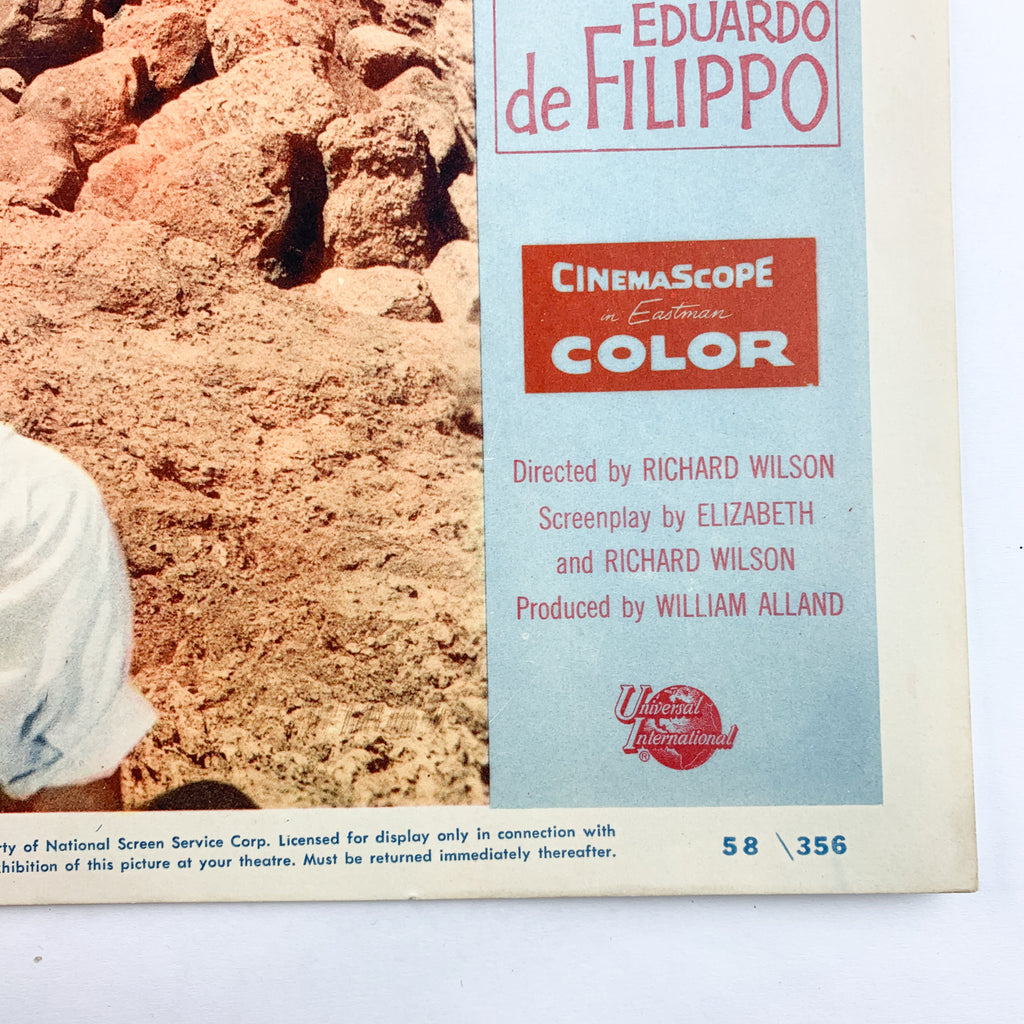 EDUARDO
de FILIPPO
CINEMASCOPE
in Eastman
COLOR
Directed by RICHARD WILSON
Screenplay by ELIZABETH
and RICHARD WILSON
Produced by WILLIAM ALLAND
Universal
International
®
of National Screen Service Corp. Licensed for display only in connection with
of this picture at your theatre. Must be returned immediately thereafter.
58 \356